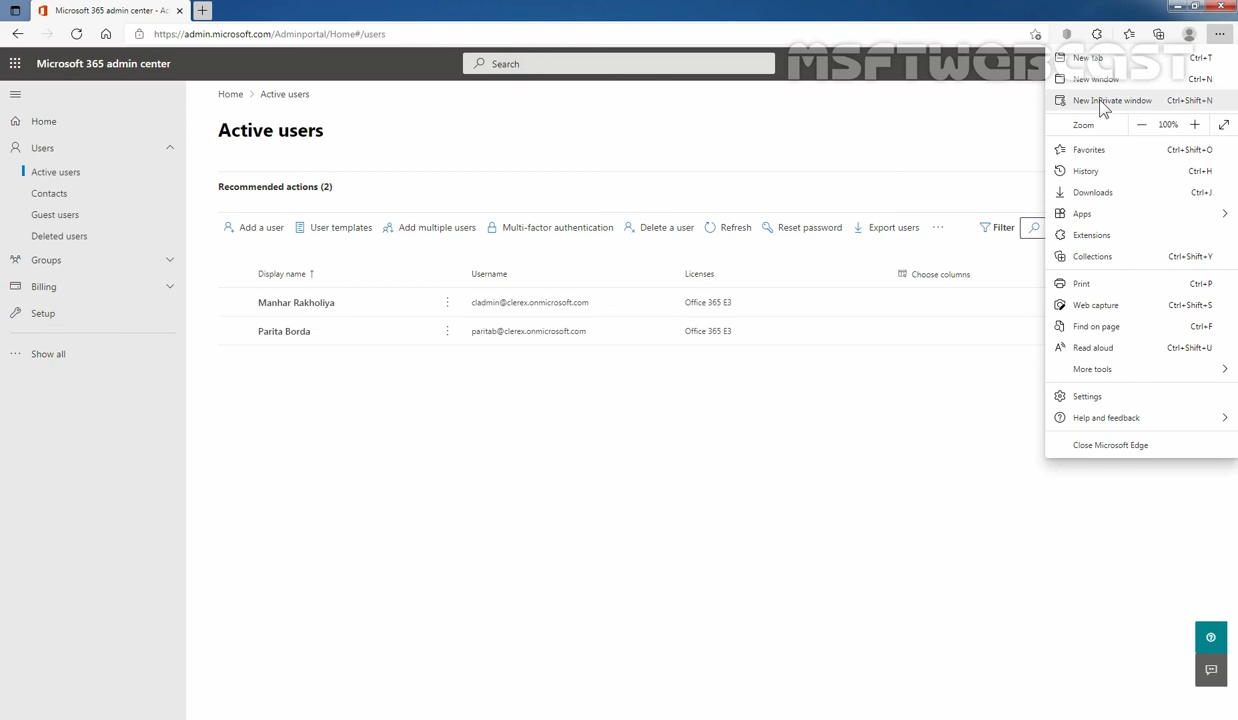 Microsoft 365 admin center - Ac
https://admin.microsoft.com/Adminportal/Home#/users
Microsoft 365 admin center
Search
MSFTWEBCAST
Home
Users
Active users
Contacts
Guest users
Deleted users
Groups
Billing
Setup
Show all
Home > Active users
Active users
Recommended actions (2)
Add a user
User templates
Add multiple users
Multi-factor authentication
Delete a user
Refresh
Reset password
Export users
Filter
Display name ↑ Username Licenses Choose columns
Manhar Rakholiya cladmin@clerex.onmicrosoft.com Office 365 E3
Parita Borda paritab@clerex.onmicrosoft.com Office 365 E3
New tab Ctrl+T
New window Ctrl+N
New InPrivate window Ctrl+Shift+N
Zoom — 100% +
Favorites Ctrl+Shift+O
History Ctrl+H
Downloads Ctrl+J
Apps
Extensions
Collections Ctrl+Shift+Y
Print Ctrl+P
Web capture Ctrl+Shift+S
Find on page Ctrl+F
Read aloud Ctrl+Shift+U
More tools
Settings
Help and feedback
Close Microsoft Edge